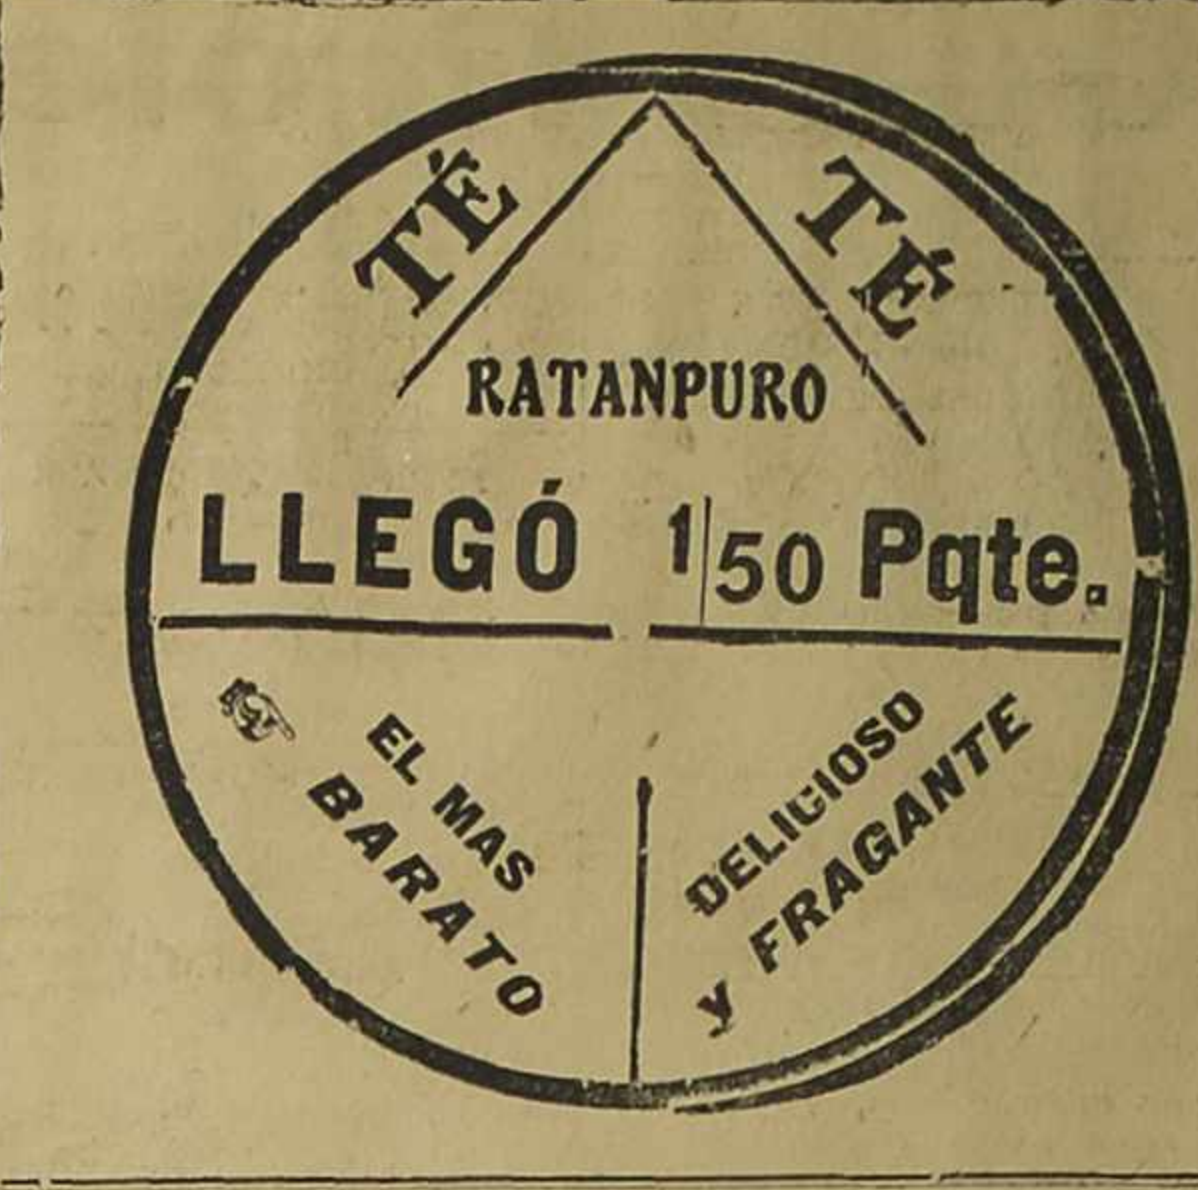 TÉ
TÉ
RATANPURO
LLEGÓ 1/50 Pqte.
EL MAS
BARATO
DELICIOSO
y FRAGANTE